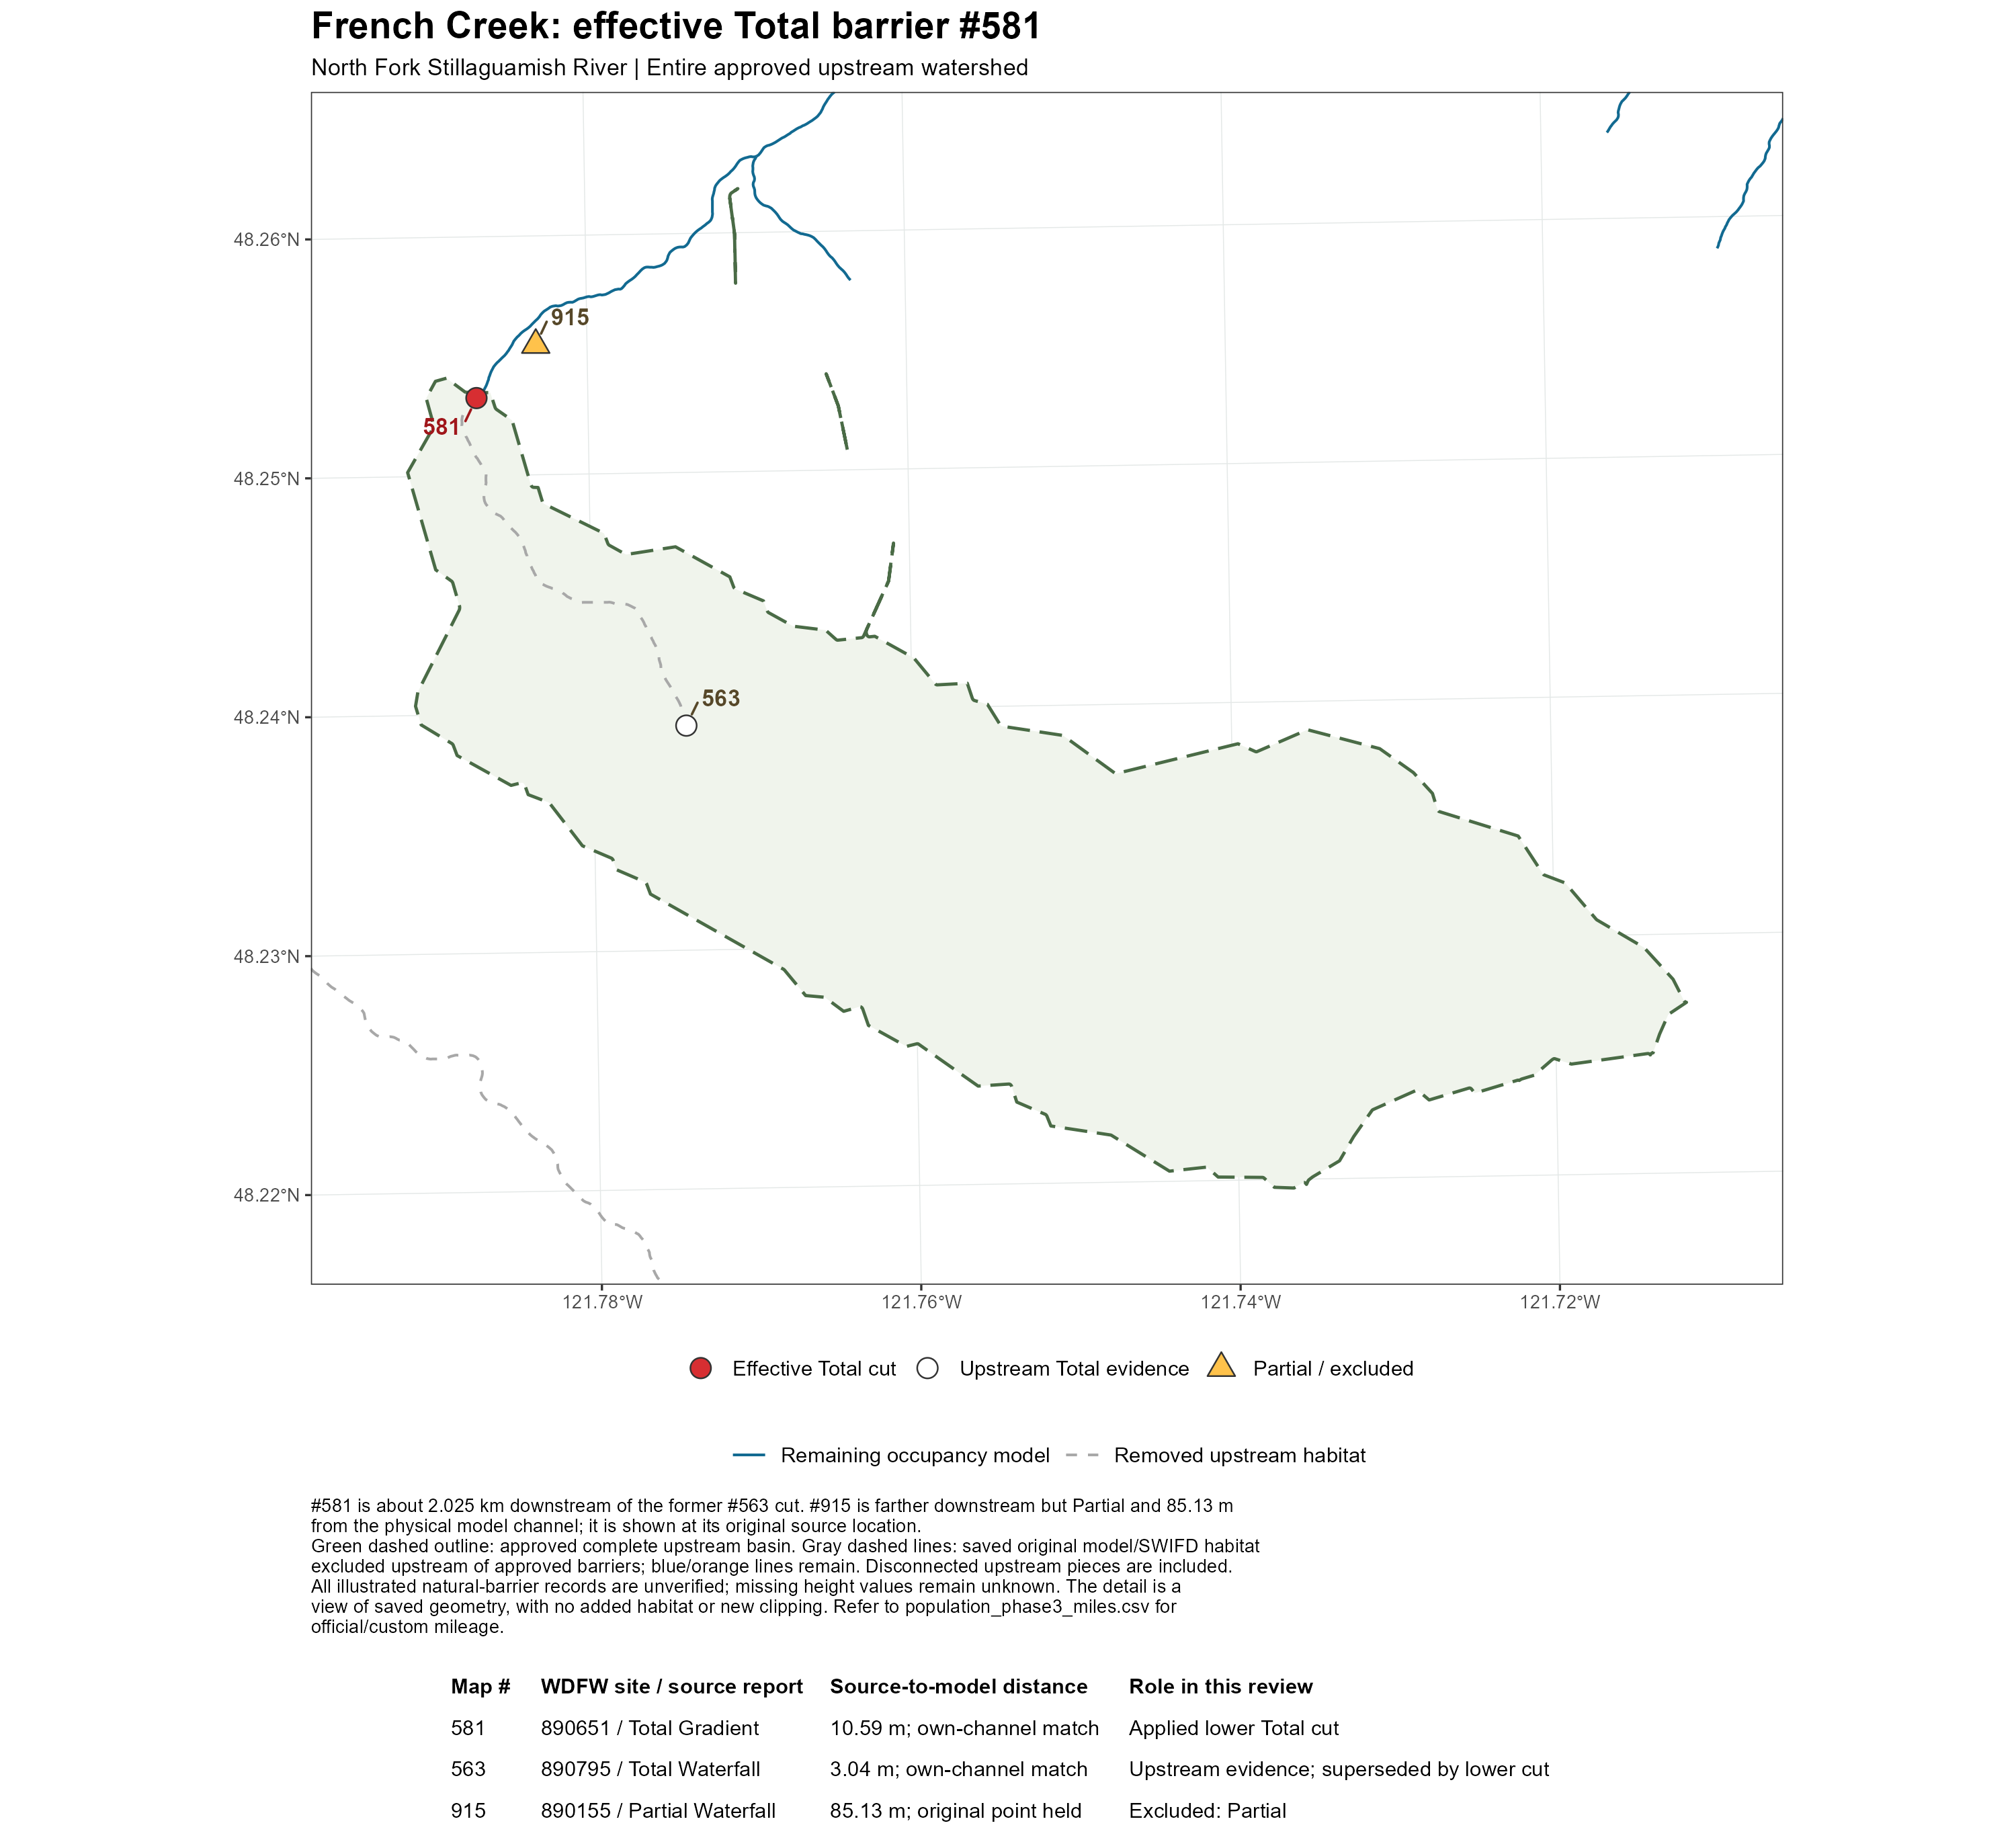 French Creek: effective Total barrier #581
North Fork Stillaguamish River | Entire approved upstream watershed
48.26°N
915
581
48.25°N
563
48.24°N
48.23°N
48.22°N
121.78°W 121.76°W 121.74°W 121.72°W
Effective Total cut Upstream Total evidence Partial / excluded
Remaining occupancy model Removed upstream habitat
#581 is about 2.025 km downstream of the former #563 cut. #915 is farther downstream but Partial and 85.13 m
from the physical model channel; it is shown at its original source location.
Green dashed outline: approved complete upstream basin. Gray dashed lines: saved original model/SWIFD habitat
excluded upstream of approved barriers; blue/orange lines remain. Disconnected upstream pieces are included.
All illustrated natural-barrier records are unverified; missing height values remain unknown. The detail is a
view of saved geometry, with no added habitat or new clipping. Refer to population_phase3_miles.csv for
official/custom mileage.
Map # WDFW site / source report Source-to-model distance Role in this review
581 890651 / Total Gradient 10.59 m; own-channel match Applied lower Total cut
563 890795 / Total Waterfall 3.04 m; own-channel match Upstream evidence; superseded by lower cut
915 890155 / Partial Waterfall 85.13 m; original point held Excluded: Partial